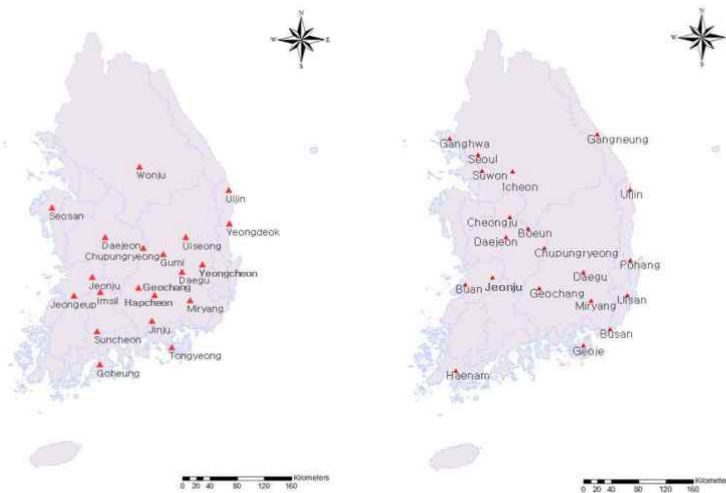 N
W E
S
Wonju
Uljin
Seosan
Yeongdeok
Daejeon
Uiseong
Chupungryeong
Gumi
Yeongcheon
Daegu
Jeonju
Geochang
Jeongeup
Imsil
Hapcheon
Miryang
Jinju
Suncheon
Tongyeong
Goheung
Kilometers
0 20 40 80 120 160
N
W
S
Ganghwa
Gangneung
Seoul
Suwon
Icheon
Uljin
Cheongju
Boeun
Daejeon
Chupungryeong
Pohang
Daegu
Jeonju
Buan
Geochang
Ulsan
Miryang
Busan
Geoje
Haenam
Kilomete
0 20 40 80 120 160